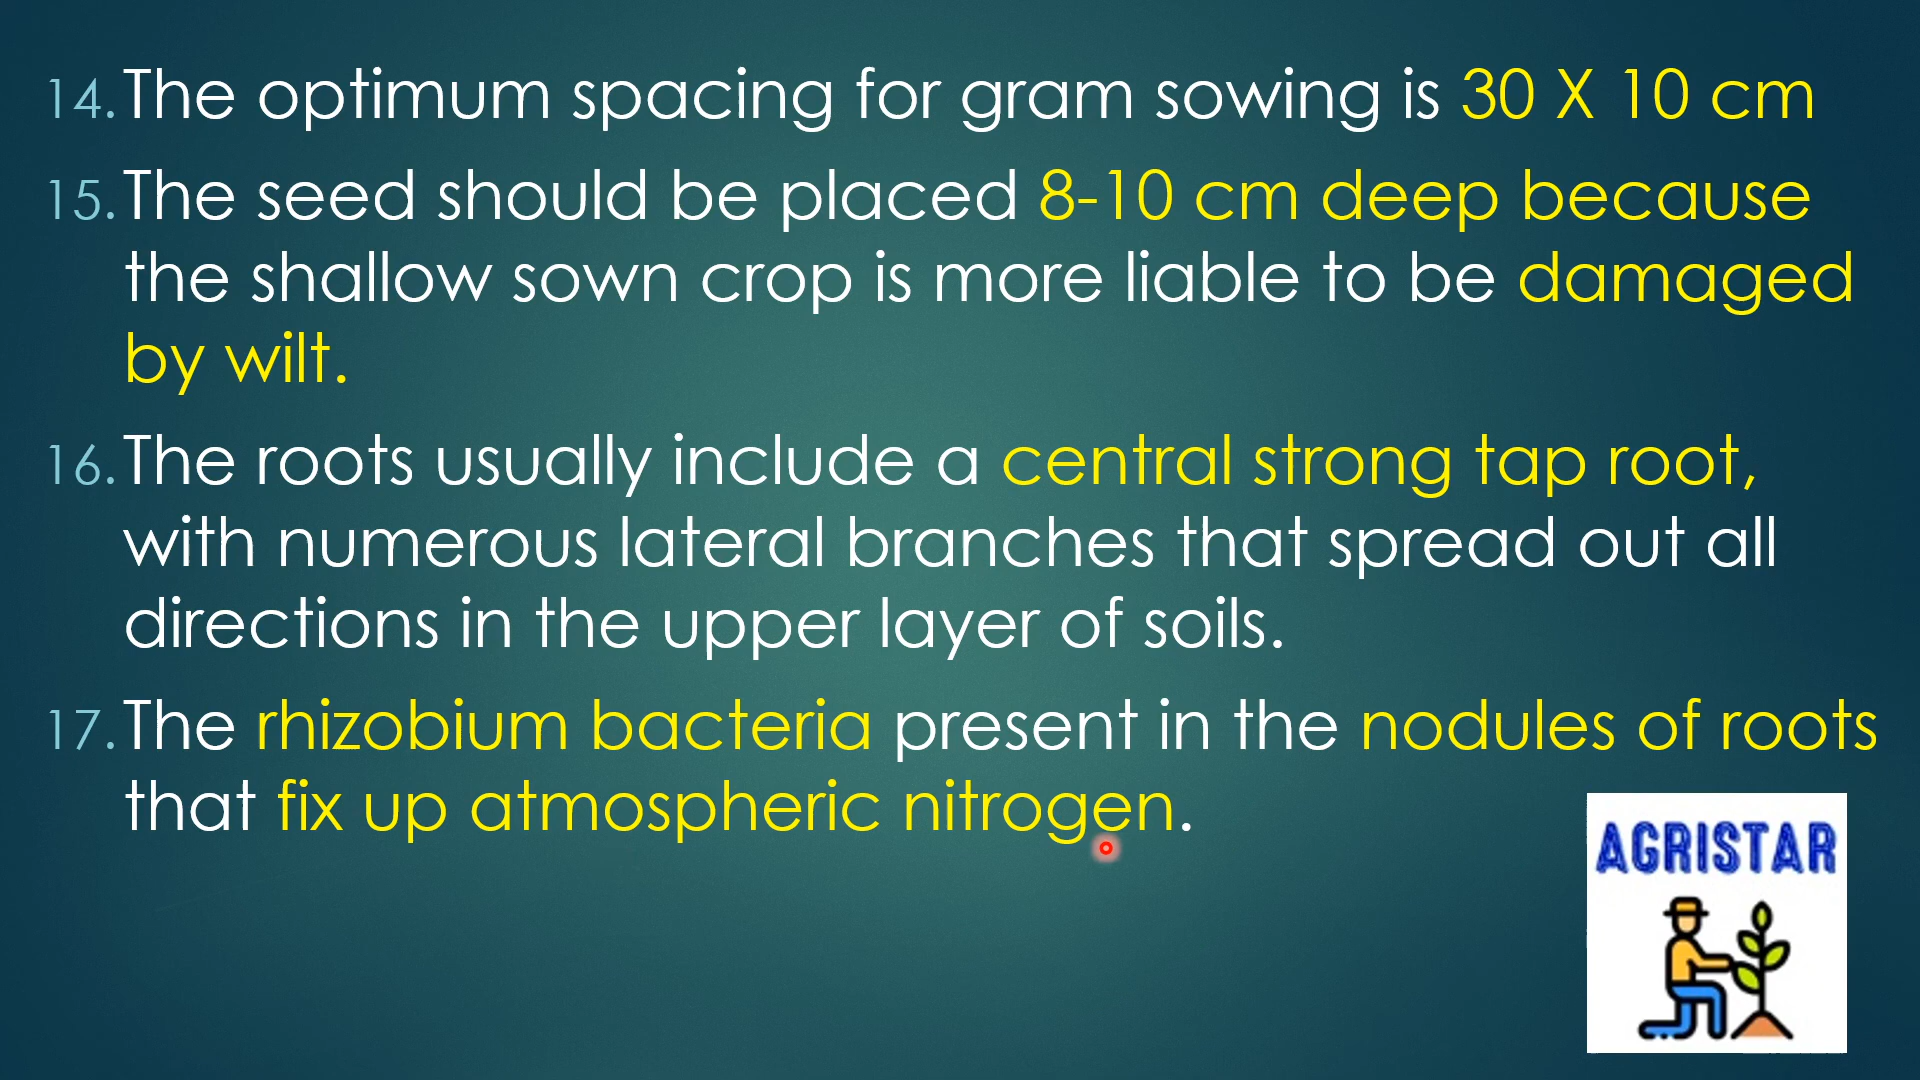 14. The optimum spacing for gram sowing is 30 X 10 cm
15. The seed should be placed 8-10 cm deep because
the shallow sown crop is more liable to be damaged
by wilt.
16. The roots usually include a central strong tap root,
with numerous lateral branches that spread out all
directions in the upper layer of soils.
17. The rhizobium bacteria present in the nodules of roots
that fix up atmospheric nitrogen.
AGRISTAR